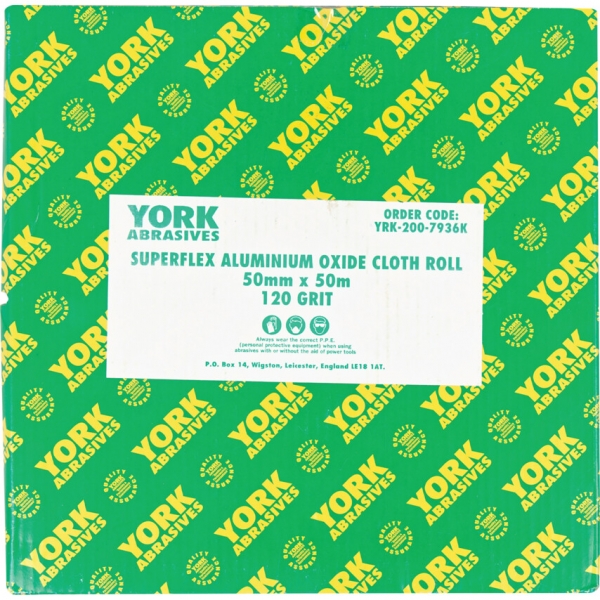 YORK
ABRASIVES
ORDER CODE:
YRK-200-7936K
SUPERFLEX ALUMINIUM OXIDE CLOTH ROLL
50mm x 50m
120 GRIT
Always wear the correct P.P.E.
(personal protective equipment) when using
abrasives with or without the aid of power tools
P.O. Box 14, Wigston, Leicester, England LE18 1AT.
YORK
ABRASIVES